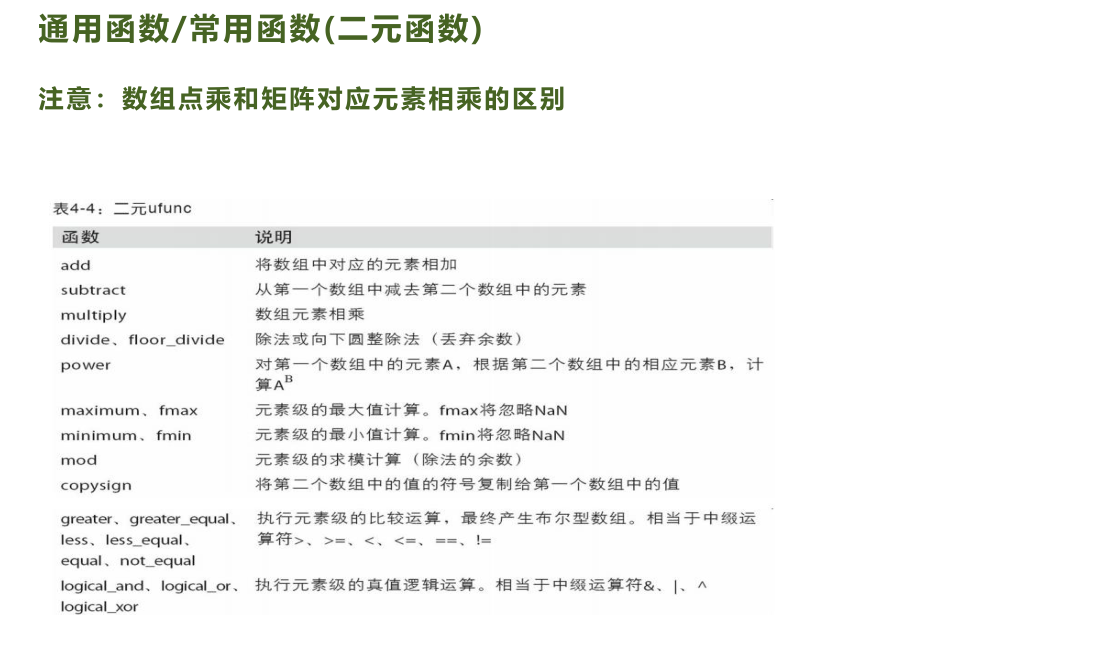 通用函数/常用函数(二元函数)
注意：数组点乘和矩阵对应元素相乘的区别
表4-4：二元ufunc
函数 说明
add 将数组中对应的元素相加
subtract 从第一个数组中减去第二个数组中的元素
multiply 数组元素相乘
divide、floor_divide 除法或向下圆整除法（丢弃余数）
power 对第一个数组中的元素A，根据第二个数组中的相应元素B，计
算Aᴮ
maximum、fmax 元素级的最大值计算。fmax将忽略NaN
minimum、fmin 元素级的最小值计算。fmin将忽略NaN
mod 元素级的求模计算（除法的余数）
copysign 将第二个数组中的值的符号复制给第一个数组中的值
greater、greater_equal、 执行元素级的比较运算，最终产生布尔型数组。相当于中缀运
less、less_equal、 算符>、>=、<、<=、==、!=
equal、not_equal
logical_and、logical_or、 执行元素级的真值逻辑运算。相当于中缀运算符&、|、^
logical_xor